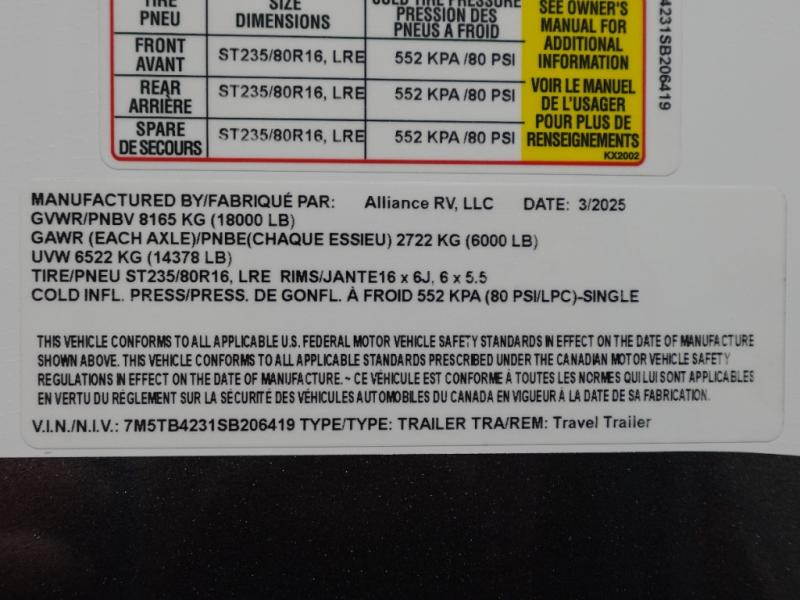 TIRE SIZE COLD TIRE PRESSURE SEE OWNER'S
PNEU DIMENSIONS PRESSION DES MANUAL FOR
PNEUS A FROID ADDITIONAL
INFORMATION
FRONT AVANT ST235/80R16, LRE 552 KPA /80 PSI
REAR ARRIÈRE ST235/80R16, LRE 552 KPA /80 PSI
SPARE DE SECOURS ST235/80R16, LRE 552 KPA /80 PSI
VOIR LE MANUEL
DE L'USAGER
POUR PLUS DE
RENSEIGNEMENTS
KX2002
4231SB206419
MANUFACTURED BY/FABRIQUÉ PAR: Alliance RV, LLC DATE: 3/2025
GVWR/PNBV 8165 KG (18000 LB)
GAWR (EACH AXLE)/PNBE(CHAQUE ESSIEU) 2722 KG (6000 LB)
UVW 6522 KG (14378 LB)
TIRE/PNEU ST235/80R16, LRE RIMS/JANTE16 x 6J, 6 x 5.5
COLD INFL. PRESS/PRESS. DE GONFL. À FROID 552 KPA (80 PSI/LPC)-SINGLE
THIS VEHICLE CONFORMS TO ALL APPLICABLE U.S. FEDERAL MOTOR VEHICLE SAFETY STANDARDS IN EFFECT ON THE DATE OF MANUFACTURE
SHOWN ABOVE. THIS VEHICLE CONFORMS TO ALL APPLICABLE STANDARDS PRESCRIBED UNDER THE CANADIAN MOTOR VEHICLE SAFETY
REGULATIONS IN EFFECT ON THE DATE OF MANUFACTURE. ~ CE VÉHICULE EST CONFORME À TOUTES LES NORMES QUI LUI SONT APPLICABLES
EN VERTU DU RÉGLEMENT SUR LA SÉCURITÉ DES VÉHICULES AUTOMOBILES DU CANADA EN VIGUEUR À LA DATE DE SA FABRICATION.
V.I.N./N.I.V.: 7M5TB4231SB206419 TYPE/TYPE: TRAILER TRA/REM: Travel Trailer